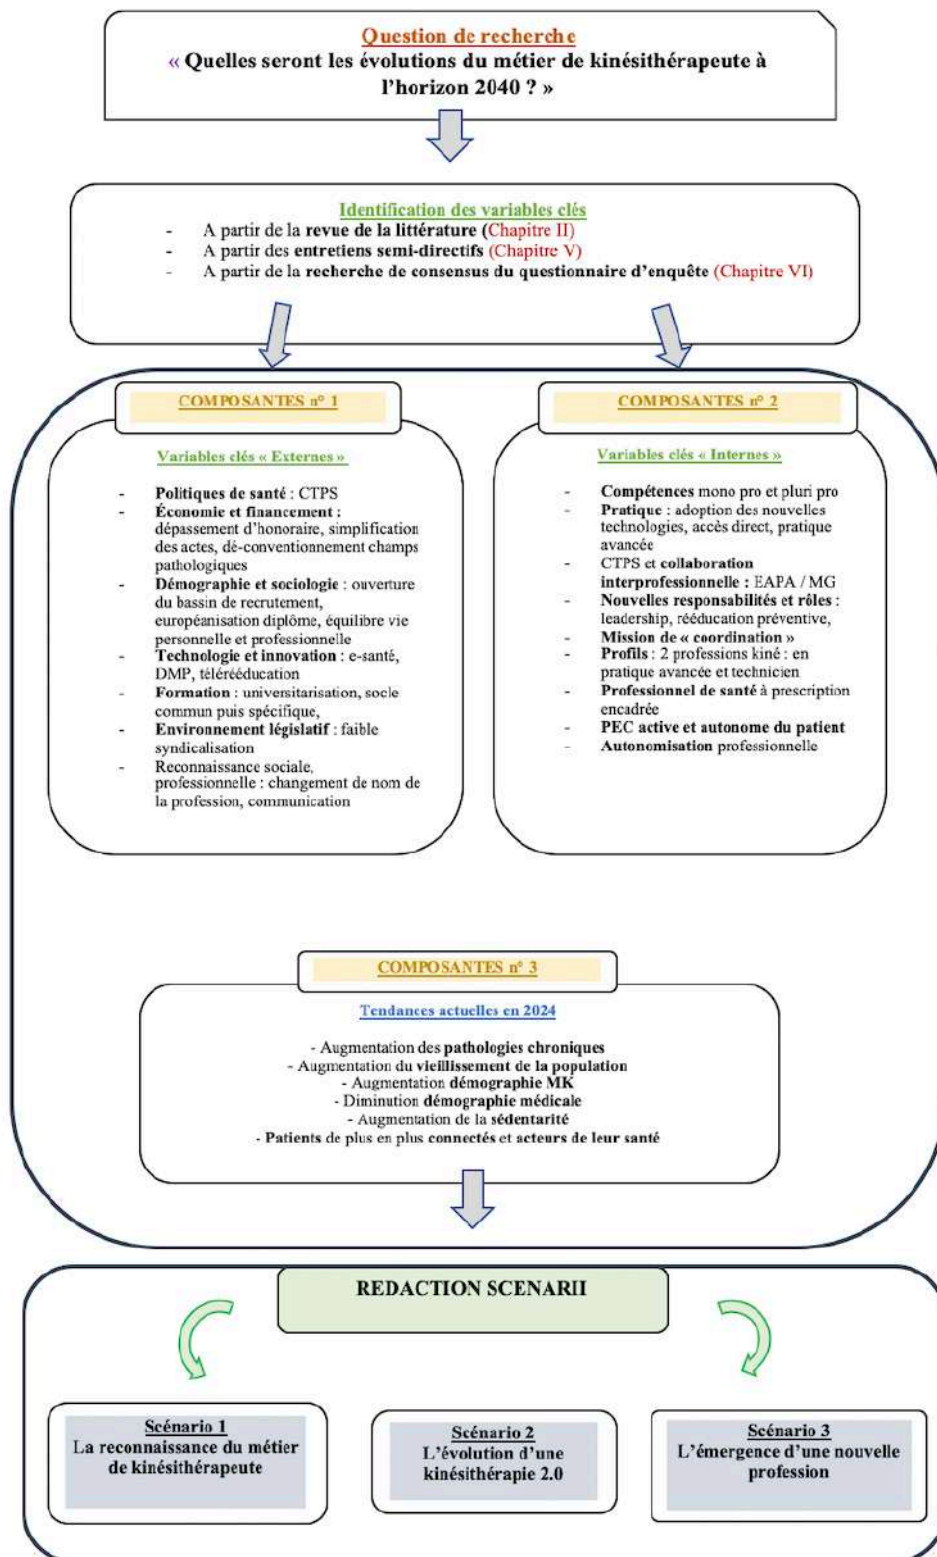 Question de recherche
« Quelles seront les évolutions du métier de kinésithérapeute à
l'horizon 2040 ? »
Identification des variables clés
- A partir de la revue de la littérature (Chapitre II)
- A partir des entretiens semi-directifs (Chapitre V)
- A partir de la recherche de consensus du questionnaire d'enquête (Chapitre VI)
COMPOSANTES n° 1
Variables clés « Externes »
- Politiques de santé : CTPS
- Économie et financement :
dépassement d'honoraire, simplification
des actes, dé-conventionnement champs
pathologiques
- Démographie et sociologie : ouverture
du bassin de recrutement,
européanisation diplôme, équilibre vie
personnelle et professionnelle
- Technologie et innovation : e-santé,
DMP, télérééducation
- Formation : universitarisation, socle
commun puis spécifique,
- Environnement législatif : faible
syndicalisation
- Reconnaissance sociale,
professionnelle : changement de nom de
la profession, communication
COMPOSANTES n° 2
Variables clés « Internes »
- Compétences mono pro et pluri pro
- Pratique : adoption des nouvelles
technologies, accès direct, pratique
avancée
- CTPS et collaboration
interprofessionnelle : EAPA / MG
- Nouvelles responsabilités et rôles :
leadership, rééducation préventive,
- Mission de « coordination »
- Profils : 2 professions kiné : en
pratique avancée et technicien
- Professionnel de santé à prescription
encadrée
- PEC active et autonome du patient
- Autonomisation professionnelle
COMPOSANTES n° 3
Tendances actuelles en 2024
- Augmentation des pathologies chroniques
- Augmentation du vieillissement de la population
- Augmentation démographie MK
- Diminution démographie médicale
- Augmentation de la sédentarité
- Patients de plus en plus connectés et acteurs de leur santé
REDACTION SCENARII
Scénario 1
La reconnaissance du métier
de kinésithérapeute
Scénario 2
L'évolution d'une
kinésithérapie 2.0
Scénario 3
L'émergence d'une nouvelle
profession